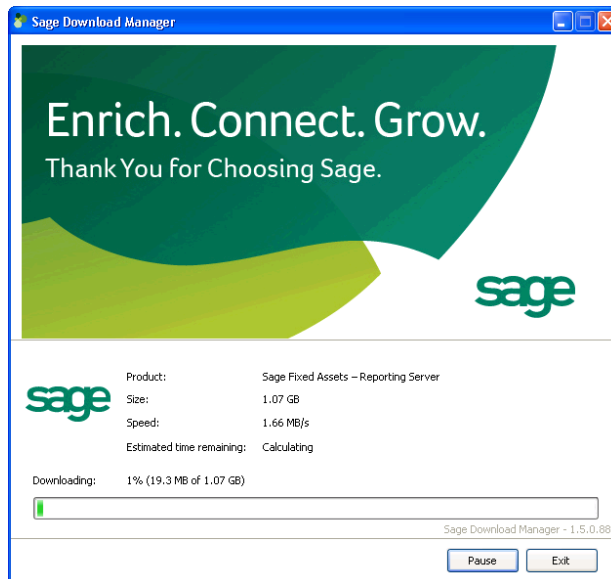 Sage Download Manager
Enrich. Connect. Grow.
Thank You for Choosing Sage.
sage
sage
Product: Sage Fixed Assets – Reporting Server
Size: 1.07 GB
Speed: 1.66 MB/s
Estimated time remaining: Calculating
Downloading: 1% (19.3 MB of 1.07 GB)
Sage Download Manager - 1.5.0.88
Pause Exit